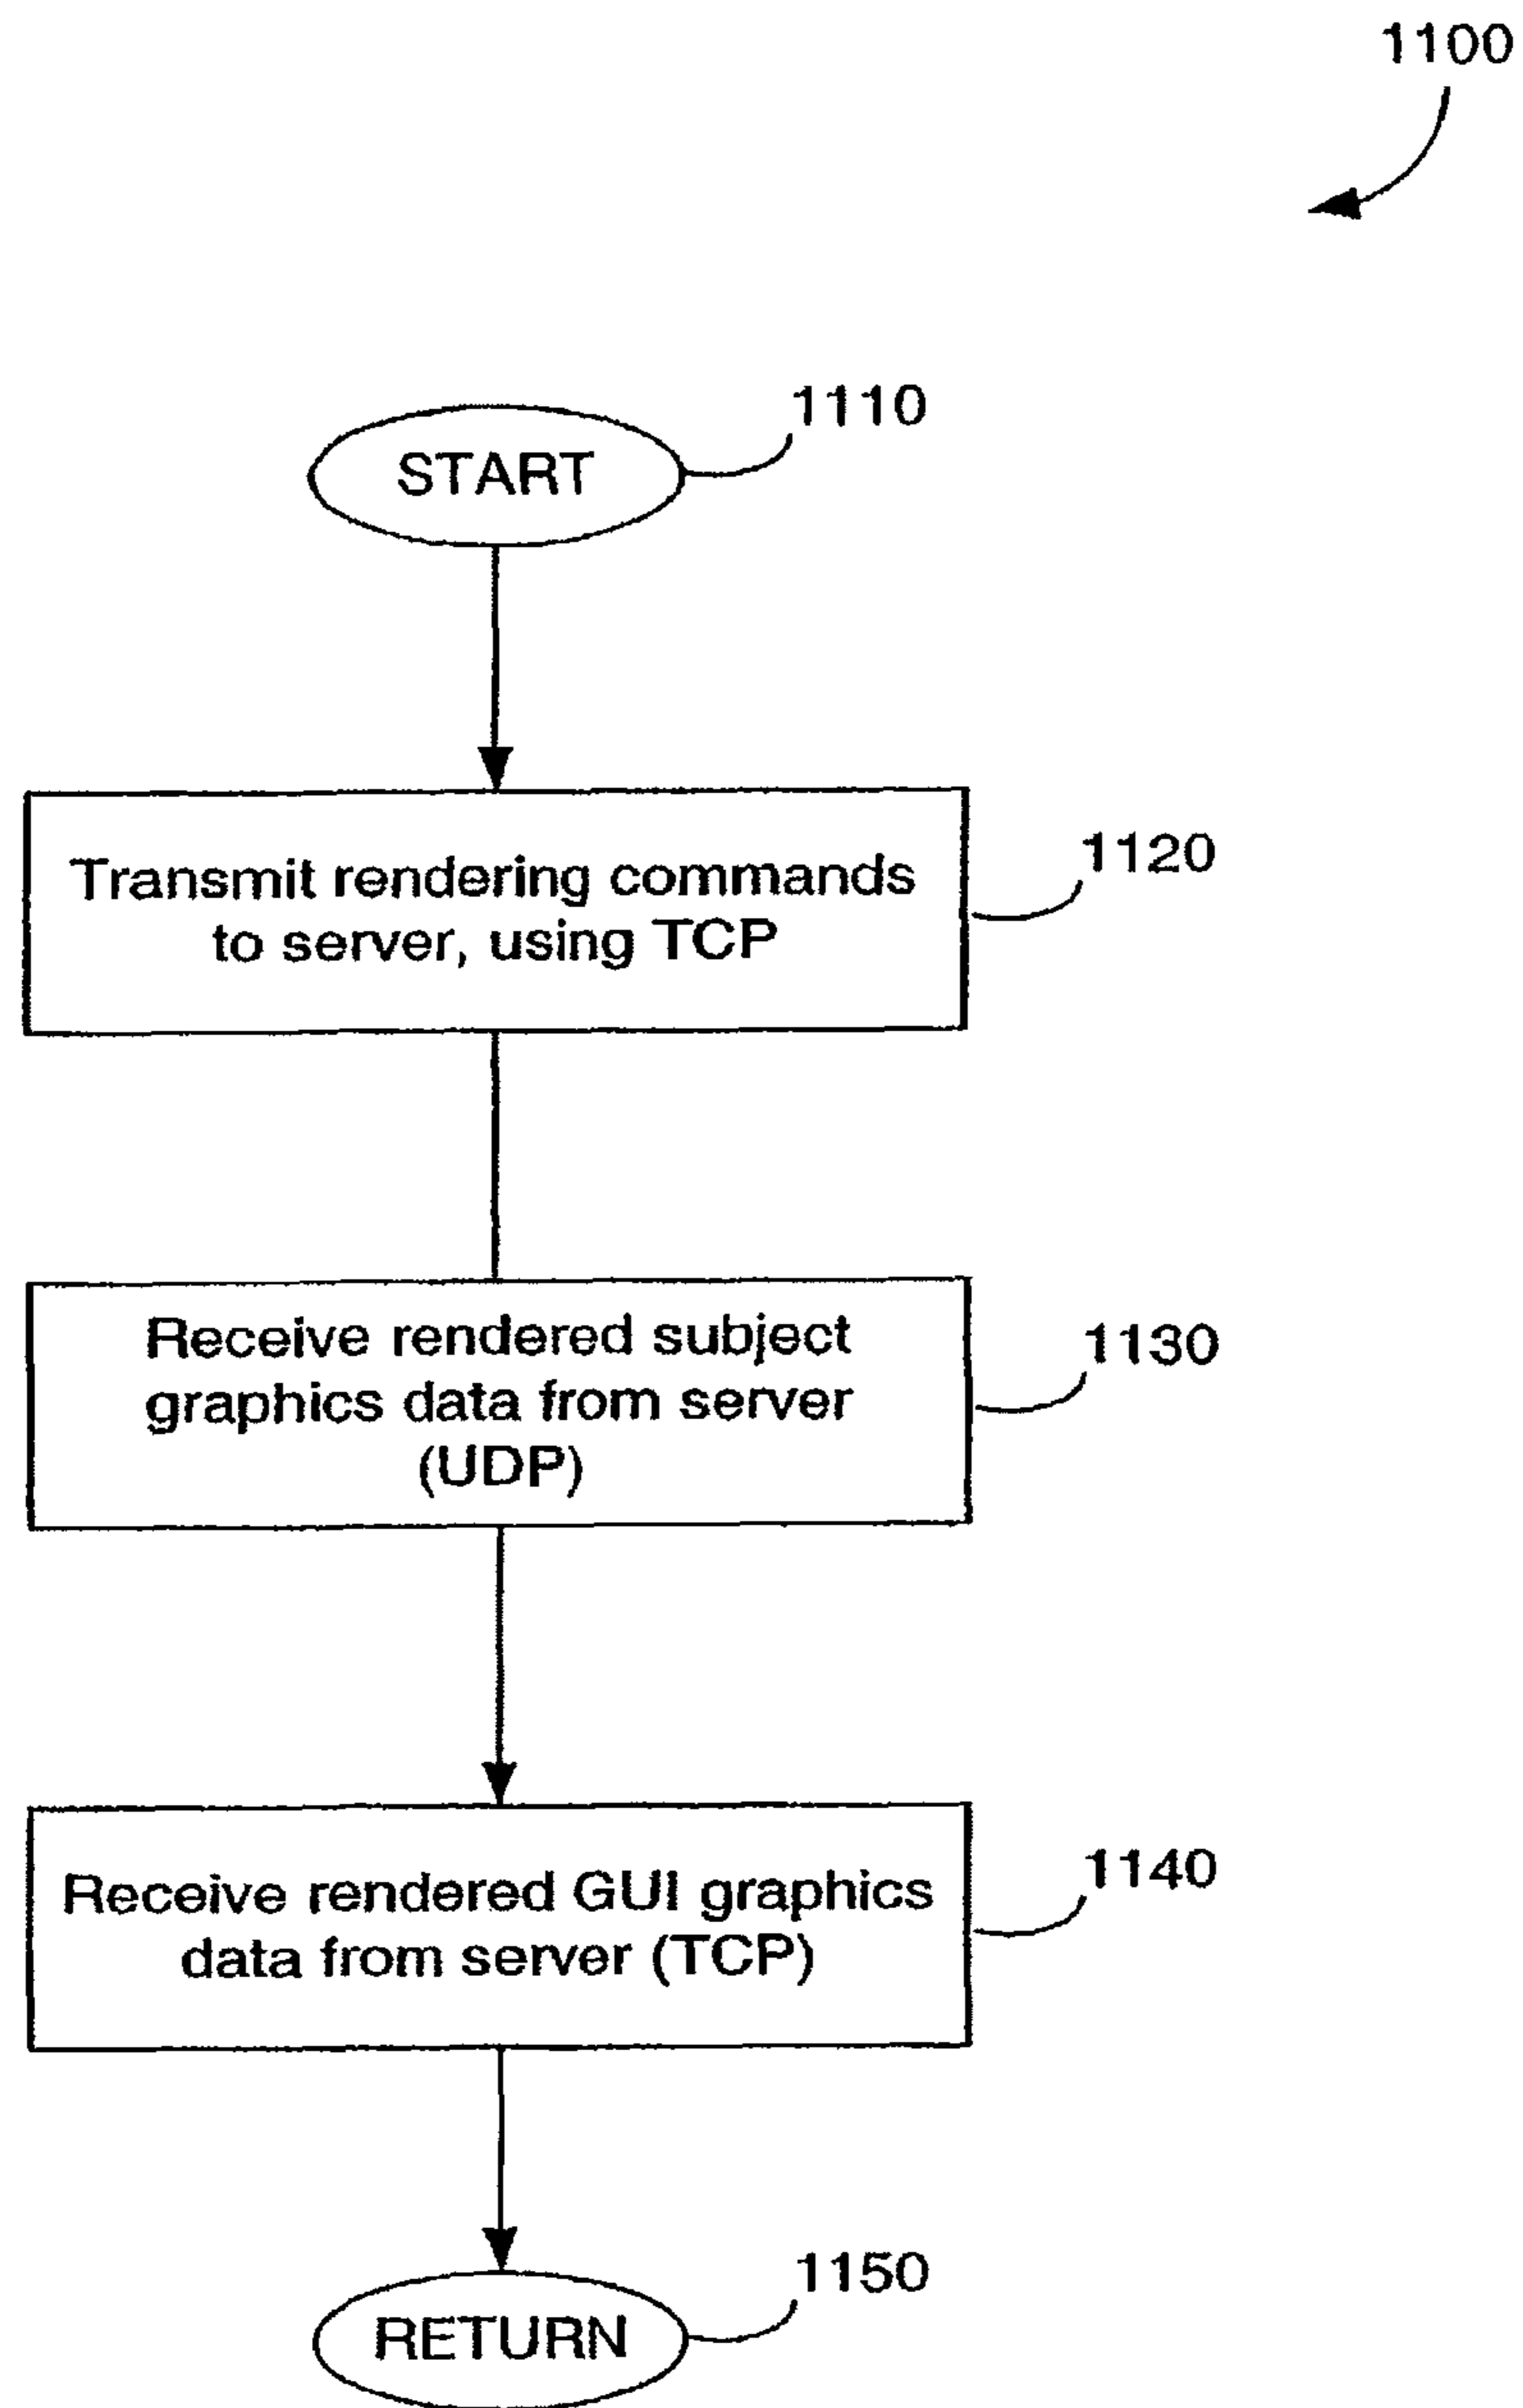 1100
START
1110
Transmit rendering commands
to server, using TCP
1120
Receive rendered subject
graphics data from server
(UDP)
1130
Receive rendered GUI graphics
data from server (TCP)
1140
RETURN
1150